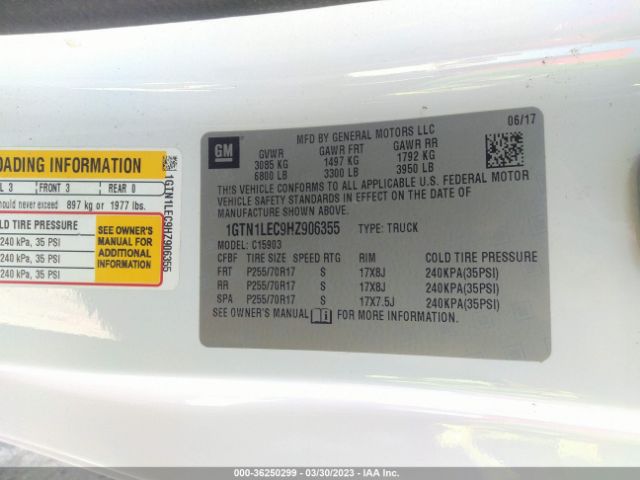 OADING INFORMATION
L 3 FRONT 3 REAR 0
hould never exceed 897 kg or 1977 lbs.
OLD TIRE PRESSURE
240 kPa, 35 PSI
240 kPa, 35 PSI
240 kPa, 35 PSI
SEE OWNER'S
MANUAL FOR
ADDITIONAL
INFORMATION
1GTN1LEC9HZ906355
GM
06/17
MFD BY GENERAL MOTORS LLC
GVWR GAWR FRT GAWR RR
3085 KG 1497 KG 1792 KG
6800 LB 3300 LB 3950 LB
THIS VEHICLE CONFORMS TO ALL APPLICABLE U.S. FEDERAL MOTOR
VEHICLE SAFETY STANDARDS IN EFFECT ON THE DATE OF
MANUFACTURE SHOWN ABOVE.
1GTN1LEC9HZ906355 TYPE: TRUCK
MODEL: C15903
CFBF TIRE SIZE SPEED RTG RIM COLD TIRE PRESSURE
FRT P255/70R17 S 17X8J 240KPA(35PSI)
RR P255/70R17 S 17X8J 240KPA(35PSI)
SPA P255/70R17 S 17X7.5J 240KPA(35PSI)
SEE OWNER'S MANUAL FOR MORE INFORMATION.
000-36250299 - 03/30/2023 - IAA Inc.